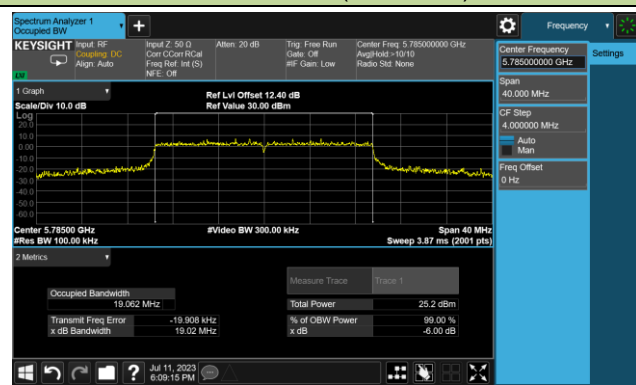 Spectrum Analyzer 1
Occupied BW
Frequency
KEYSIGHT
Input: RF
Coupling: DC
Align: Auto
Input Z: 50 Ω
Corr CCorr RCal
Freq Ref: Int (S)
NFE: Off
Atten: 20 dB
Trig: Free Run
Gate: Off
#IF Gain: Low
Center Freq: 5.785000000 GHz
Avg|Hold:>10/10
Radio Std: None
Center Frequency
5.785000000 GHz
Settings
Span
40.000 MHz
CF Step
4.000000 MHz
Auto
Man
Freq Offset
0 Hz
LV
1 Graph
Scale/Div 10.0 dB
Ref Lvl Offset 12.40 dB
Ref Value 30.00 dBm
Log
20.0
10.0
0.00
-10.0
-20.0
-30.0
-40.0
-50.0
-60.0
Center 5.78500 GHz
#Res BW 100.00 kHz
#Video BW 300.00 kHz
Span 40 MHz
Sweep 3.87 ms (2001 pts)
2 Metrics
Measure Trace
Trace 1
Occupied Bandwidth
19.062 MHz
Total Power
25.2 dBm
Transmit Freq Error
-19.908 kHz
% of OBW Power
99.00 %
x dB Bandwidth
19.02 MHz
x dB
-6.00 dB
Jul 11, 2023
6:09:15 PM